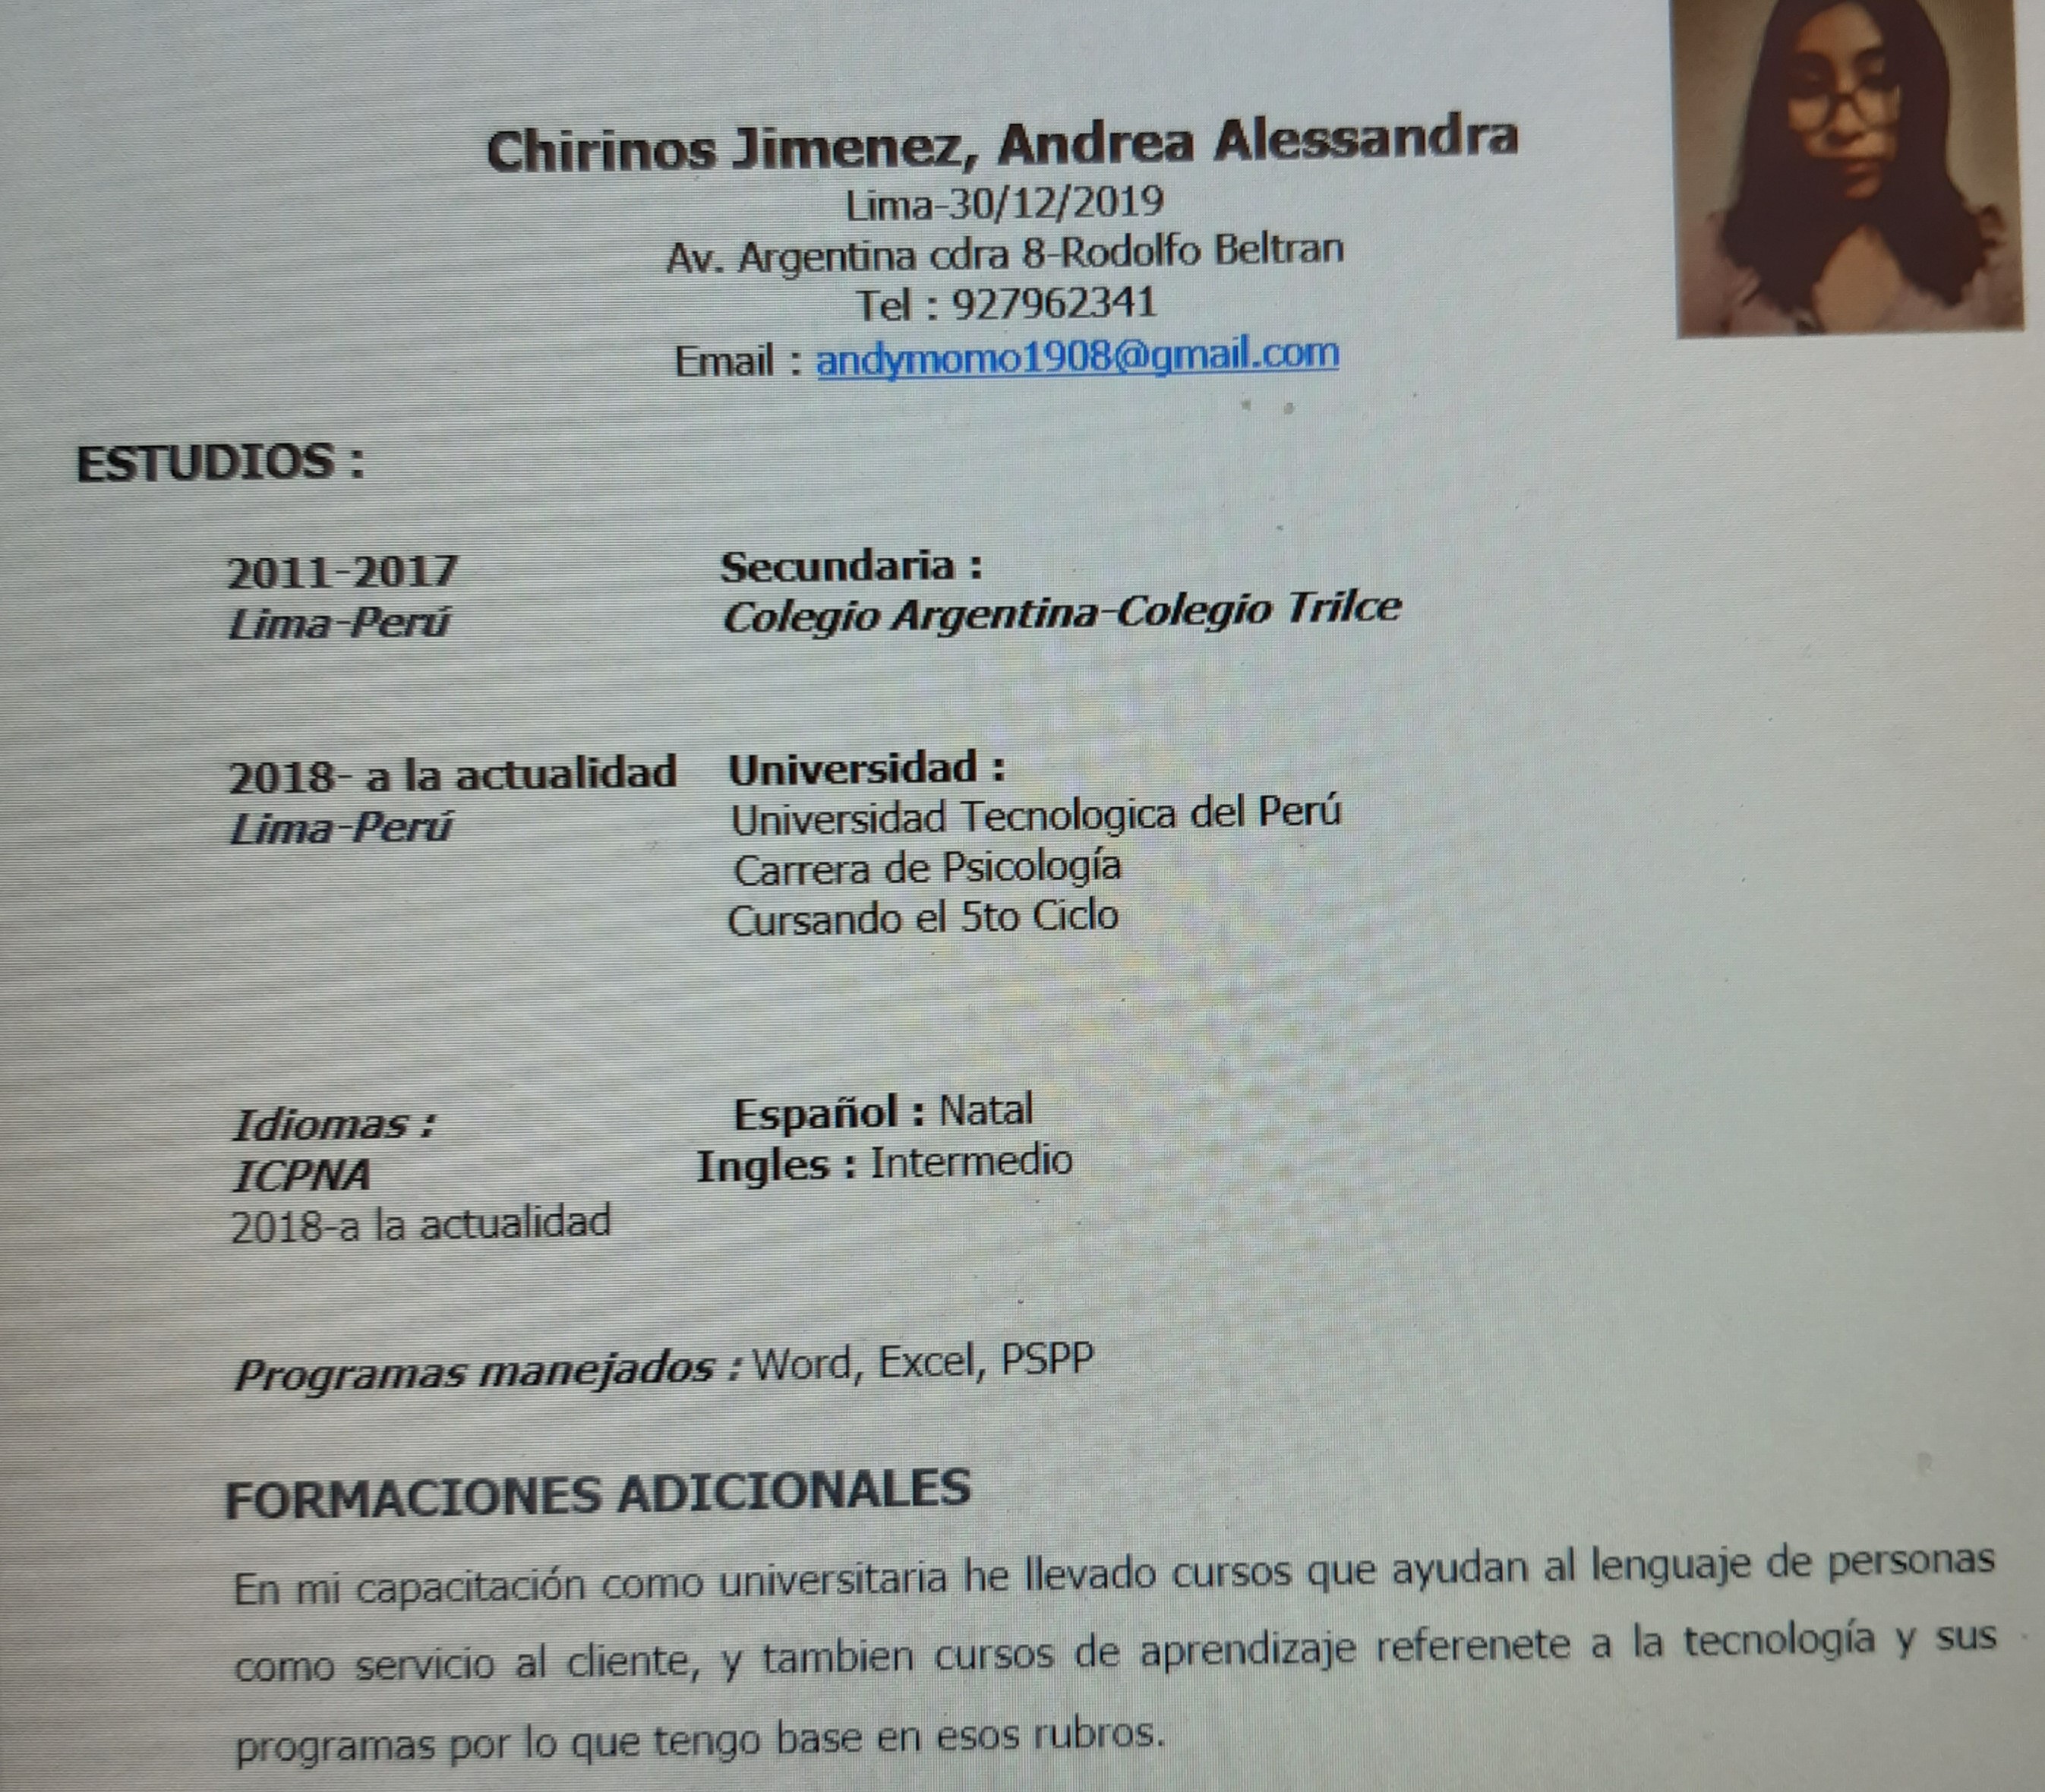 Chirinos Jimenez, Andrea Alessandra
Lima-30/12/2019
Av. Argentina cdra 8-Rodolfo Beltran
Tel : 927962341
Email : andymomo1908@gmail.com
ESTUDIOS :
2011-2017 Secundaria :
Lima-Perú Colegio Argentina-Colegio Trilce
2018- a la actualidad Universidad :
Lima-Perú Universidad Tecnologica del Perú
Carrera de Psicología
Cursando el 5to Ciclo
Idiomas : Español : Natal
ICPNA Ingles : Intermedio
2018-a la actualidad
Programas manejados : Word, Excel, PSPP
FORMACIONES ADICIONALES
En mi capacitación como universitaria he llevado cursos que ayudan al lenguaje de personas
como servicio al cliente, y tambien cursos de aprendizaje referenete a la tecnología y sus
programas por lo que tengo base en esos rubros.